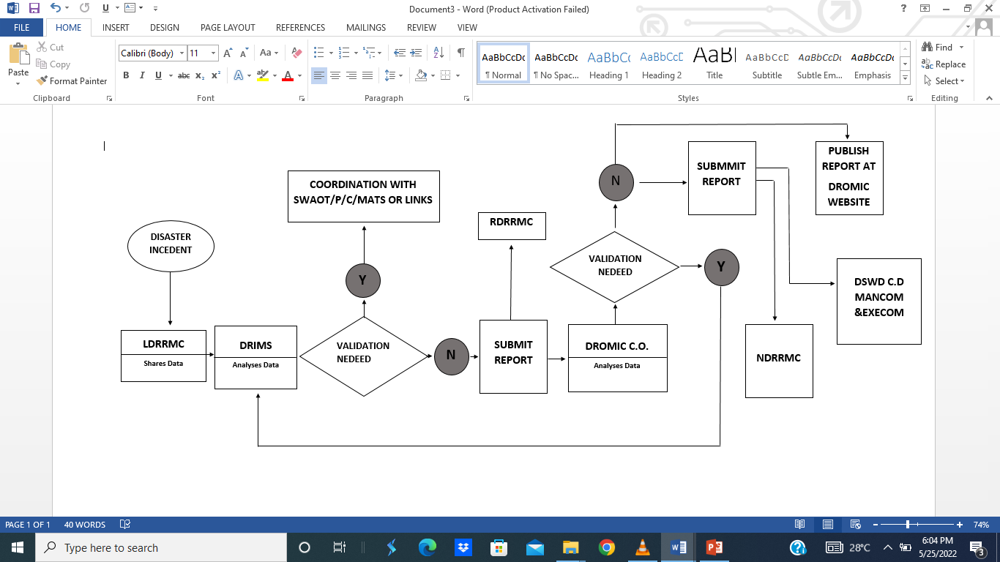 Document3 - Word (Product Activation Failed)
FILE HOME INSERT DESIGN PAGE LAYOUT REFERENCES MAILINGS REVIEW VIEW
Paste
Cut
Copy
Format Painter
Clipboard
Calibri (Body) 11
B I U abc x₂ x²
Font
Paragraph
AaBbCcDc AaBbCcDc AaBbCc AaBbCcD AaB AaBbCcD AaBbCcDc AaBbCcDc
¶ Normal ¶ No Spac... Heading 1 Heading 2 Title Subtitle Subtle Em... Emphasis
Styles
Find
Replace
Select
Editing
DISASTER
INCEDENT
LDRRMC
Shares Data
DRIMS
Analyses Data
COORDINATION WITH
SWAOT/P/C/MATS OR LINKS
Y
VALIDATION
NEDEED
N
RDRRMC
SUBMIT
REPORT
DROMIC C.O.
Analyses Data
VALIDATION
NEDEED
N
Y
SUBMMIT
REPORT
PUBLISH
REPORT AT
DROMIC
WEBSITE
DSWD C.D
MANCOM
&EXECOM
NDRRMC
PAGE 1 OF 1 40 WORDS 74%
Type here to search
28°C
6:04 PM
5/25/2022
3